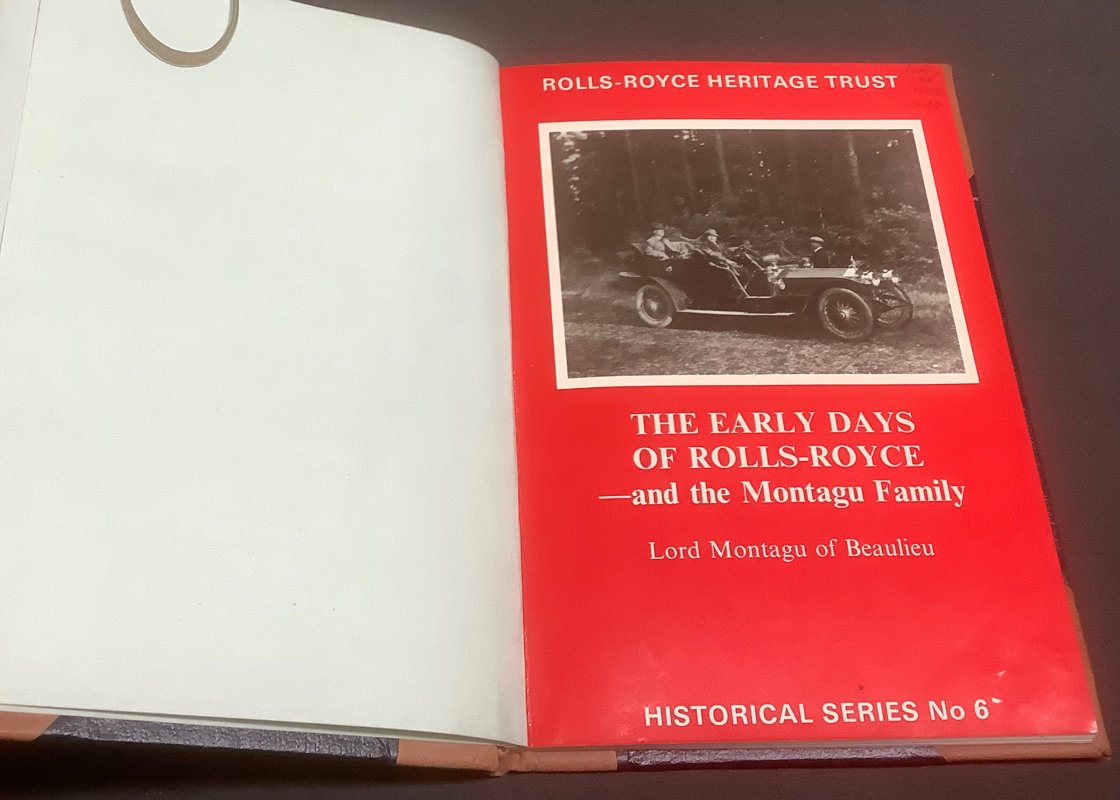 ROLLS-ROYCE HERITAGE TRUST
THE EARLY DAYS
OF ROLLS-ROYCE
—and the Montagu Family
Lord Montagu of Beaulieu
HISTORICAL SERIES No 6